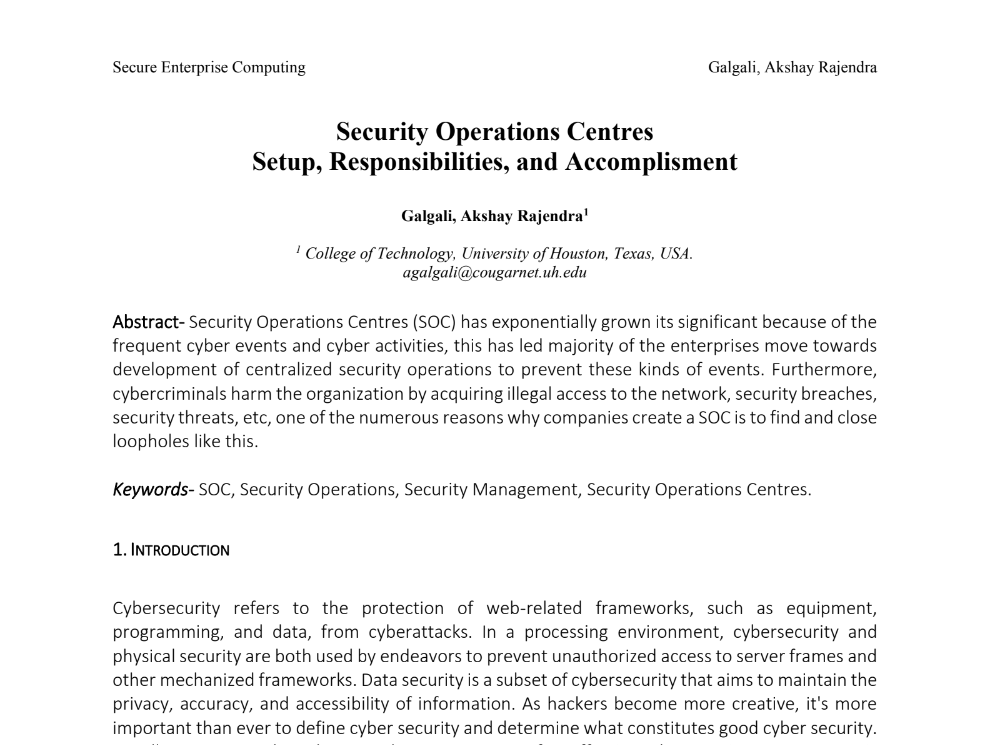 Secure Enterprise Computing Galgali, Akshay Rajendra
Security Operations Centres
Setup, Responsibilities, and Accomplisment
Galgali, Akshay Rajendra¹
¹ College of Technology, University of Houston, Texas, USA.
agalgali@cougarnet.uh.edu
Abstract- Security Operations Centres (SOC) has exponentially grown its significant because of the
frequent cyber events and cyber activities, this has led majority of the enterprises move towards
development of centralized security operations to prevent these kinds of events. Furthermore,
cybercriminals harm the organization by acquiring illegal access to the network, security breaches,
security threats, etc, one of the numerous reasons why companies create a SOC is to find and close
loopholes like this.
Keywords- SOC, Security Operations, Security Management, Security Operations Centres.
1. INTRODUCTION
Cybersecurity refers to the protection of web-related frameworks, such as equipment,
programming, and data, from cyberattacks. In a processing environment, cybersecurity and
physical security are both used by endeavors to prevent unauthorized access to server frames and
other mechanized frameworks. Data security is a subset of cybersecurity that aims to maintain the
privacy, accuracy, and accessibility of information. As hackers become more creative, it's more
important than ever to define cyber security and determine what constitutes good cyber security.